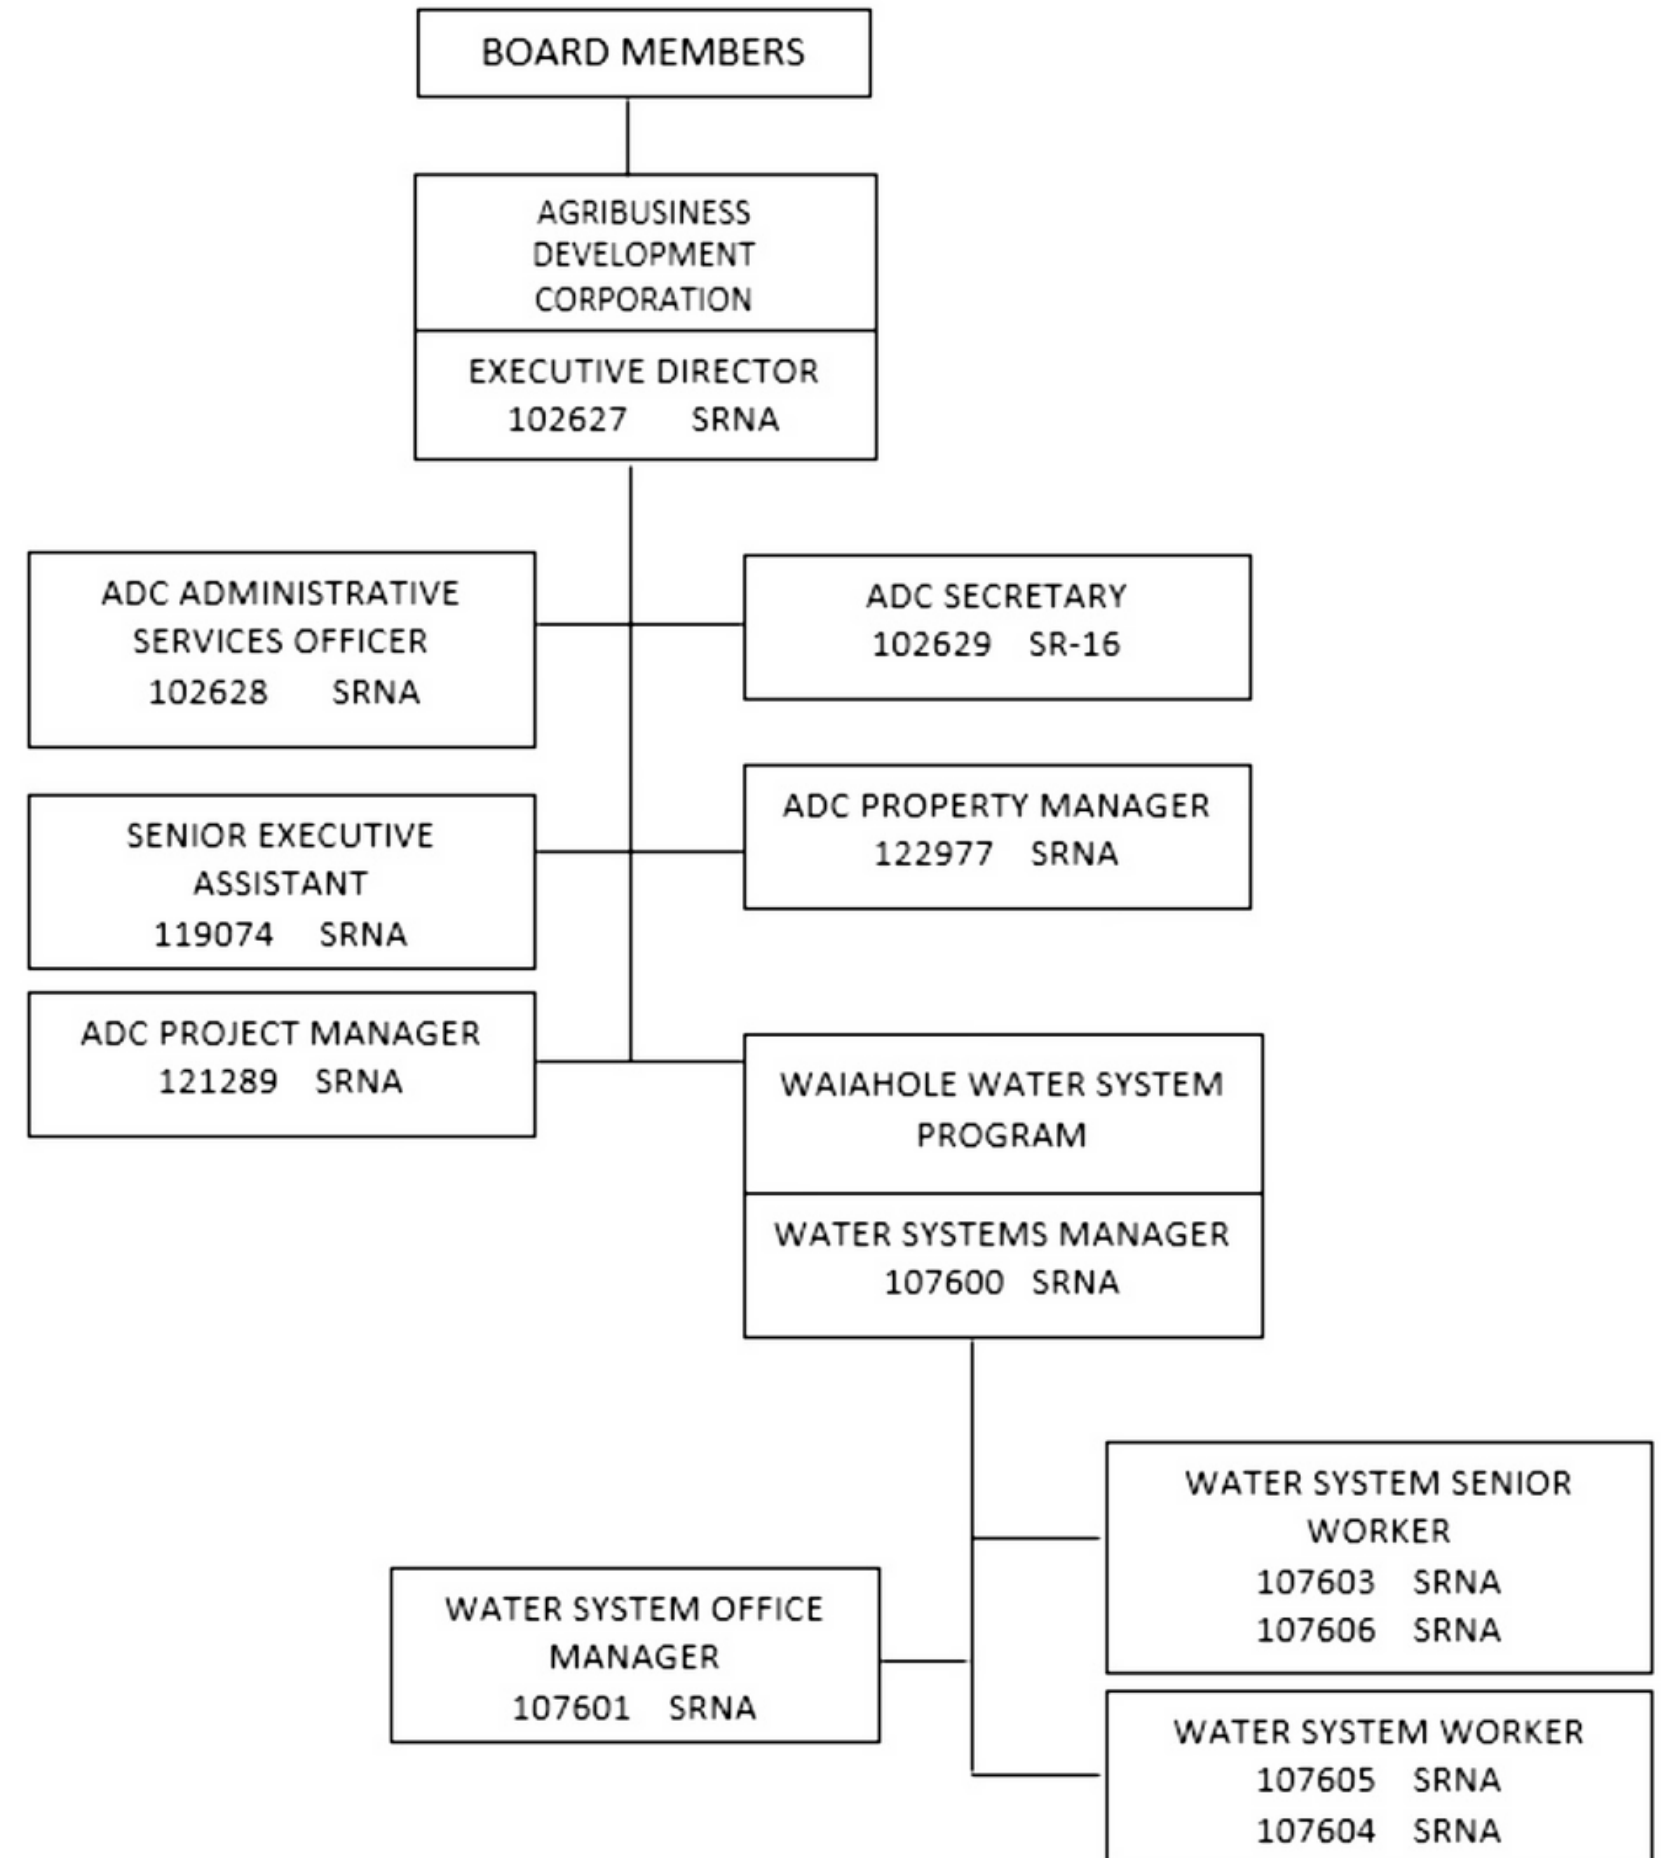 BOARD MEMBERS
AGRIBUSINESS
DEVELOPMENT
CORPORATION
EXECUTIVE DIRECTOR
102627 SRNA
ADC ADMINISTRATIVE
SERVICES OFFICER
102628 SRNA
ADC SECRETARY
102629 SR-16
SENIOR EXECUTIVE
ASSISTANT
119074 SRNA
ADC PROPERTY MANAGER
122977 SRNA
ADC PROJECT MANAGER
121289 SRNA
WAIAHOLE WATER SYSTEM
PROGRAM
WATER SYSTEMS MANAGER
107600 SRNA
WATER SYSTEM OFFICE
MANAGER
107601 SRNA
WATER SYSTEM SENIOR
WORKER
107603 SRNA
107606 SRNA
WATER SYSTEM WORKER
107605 SRNA
107604 SRNA